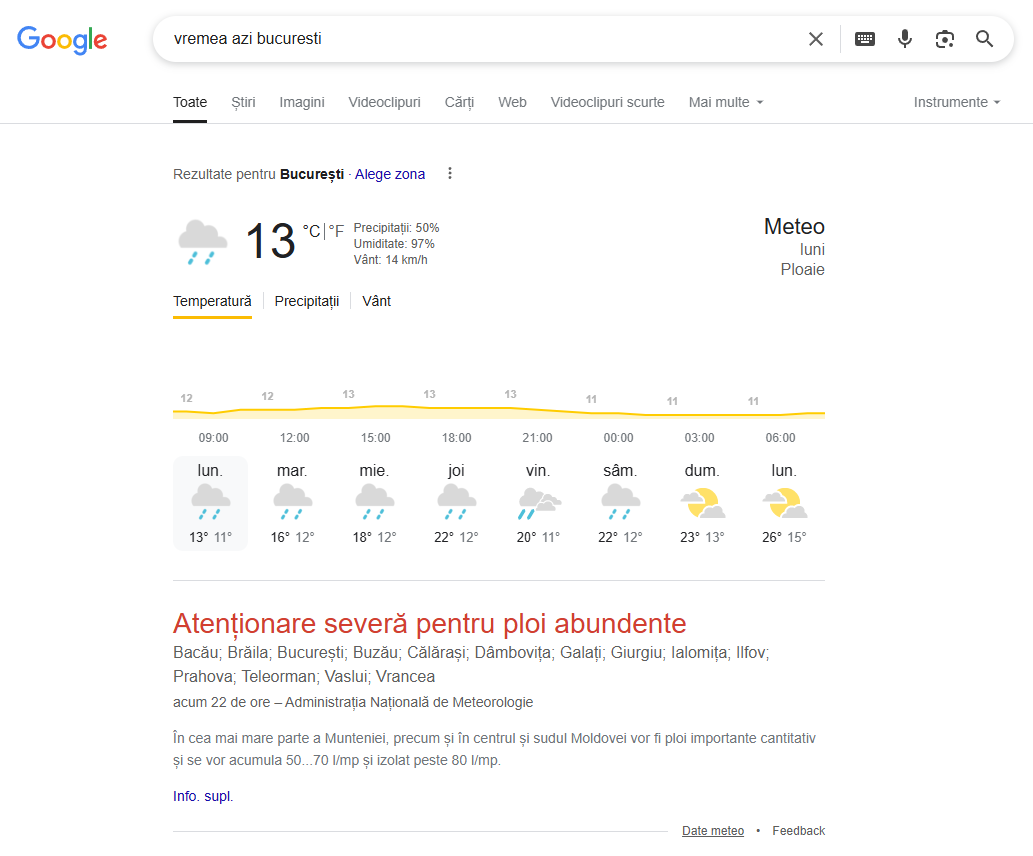 Google
vremea azi bucuresti
Toate Știri Imagini Videoclipuri Cărți Web Videoclipuri scurte Mai multe Instrumente
Rezultate pentru București · Alege zona
13 °C|°F
Precipitații: 50%
Umiditate: 97%
Vânt: 14 km/h
Meteo
luni
Ploaie
Temperatură Precipitații Vânt
12 12 13 13 13 11 11 11
09:00 12:00 15:00 18:00 21:00 00:00 03:00 06:00
lun. mar. mie. joi vin. sâm. dum. lun.
13° 11° 16° 12° 18° 12° 22° 12° 20° 11° 22° 12° 23° 13° 26° 15°
Atenționare severă pentru ploi abundente
Bacău; Brăila; București; Buzău; Călărași; Dâmbovița; Galați; Giurgiu; Ialomița; Ilfov;
Prahova; Teleorman; Vaslui; Vrancea
acum 22 de ore – Administrația Națională de Meteorologie
În cea mai mare parte a Munteniei, precum și în centrul și sudul Moldovei vor fi ploi importante cantitativ
și se vor acumula 50...70 l/mp și izolat peste 80 l/mp.
Info. supl.
Date meteo • Feedback